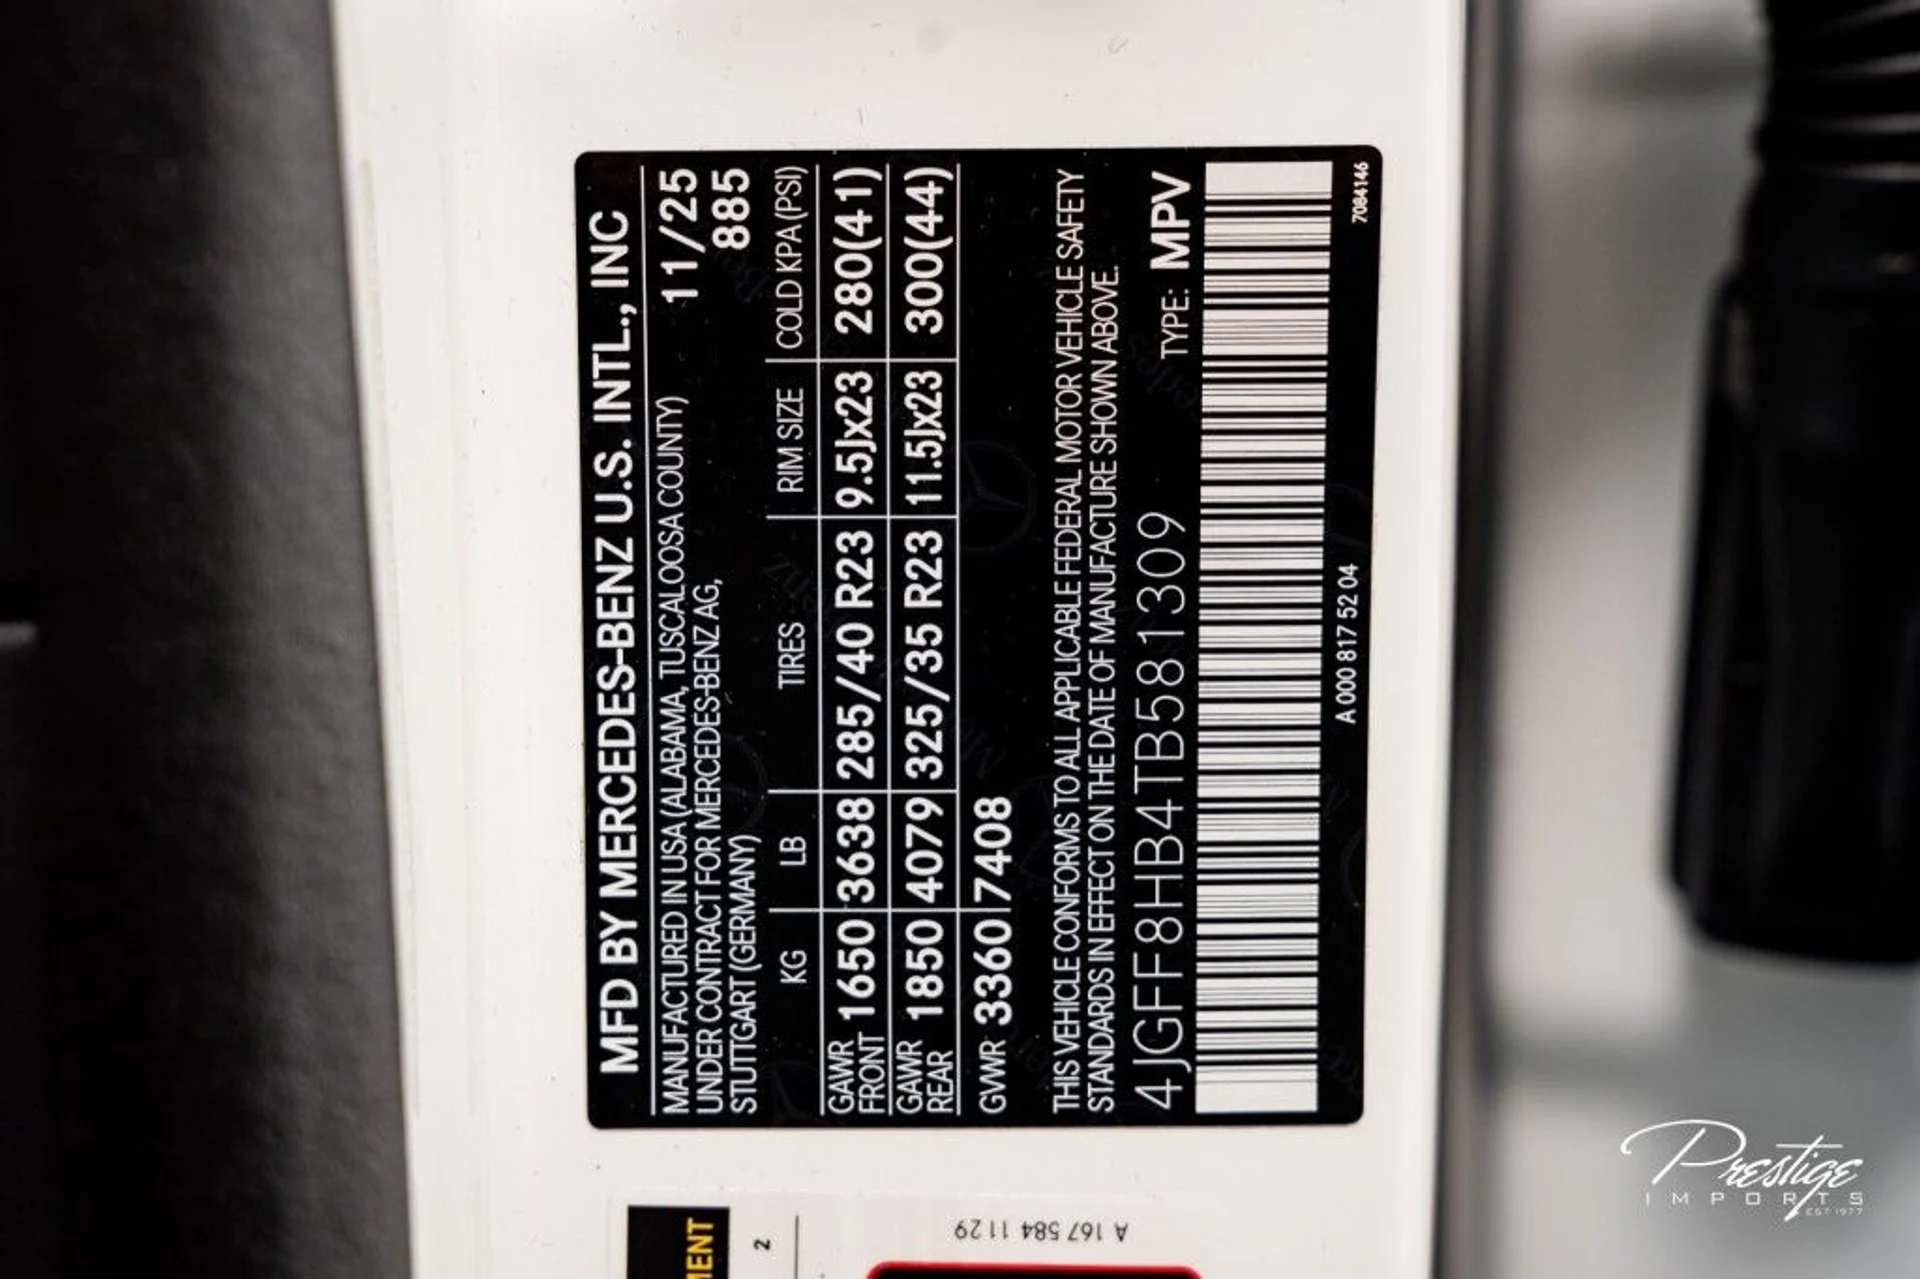 MFD BY MERCEDES-BENZ U.S. INTL., INC
MANUFACTURED IN USA (ALABAMA, TUSCALOOSA COUNTY) 11/25
UNDER CONTRACT FOR MERCEDES-BENZ AG, 885
STUTTGART (GERMANY)
KG LB TIRES RIM SIZE COLD KPA (PSI)
GAWR FRONT 1650 3638 285/40 R23 9.5Jx23 280(41)
GAWR REAR 1850 4079 325/35 R23 11.5Jx23 300(44)
GVWR 3360 7408
THIS VEHICLE CONFORMS TO ALL APPLICABLE FEDERAL MOTOR VEHICLE SAFETY
STANDARDS IN EFFECT ON THE DATE OF MANUFACTURE SHOWN ABOVE.
4JGFF8HB4TB581309 TYPE: MPV
A 000 817 52 04 7084146
2
A 167 584 11 29
Prestige
IMPORTS
EST 1977